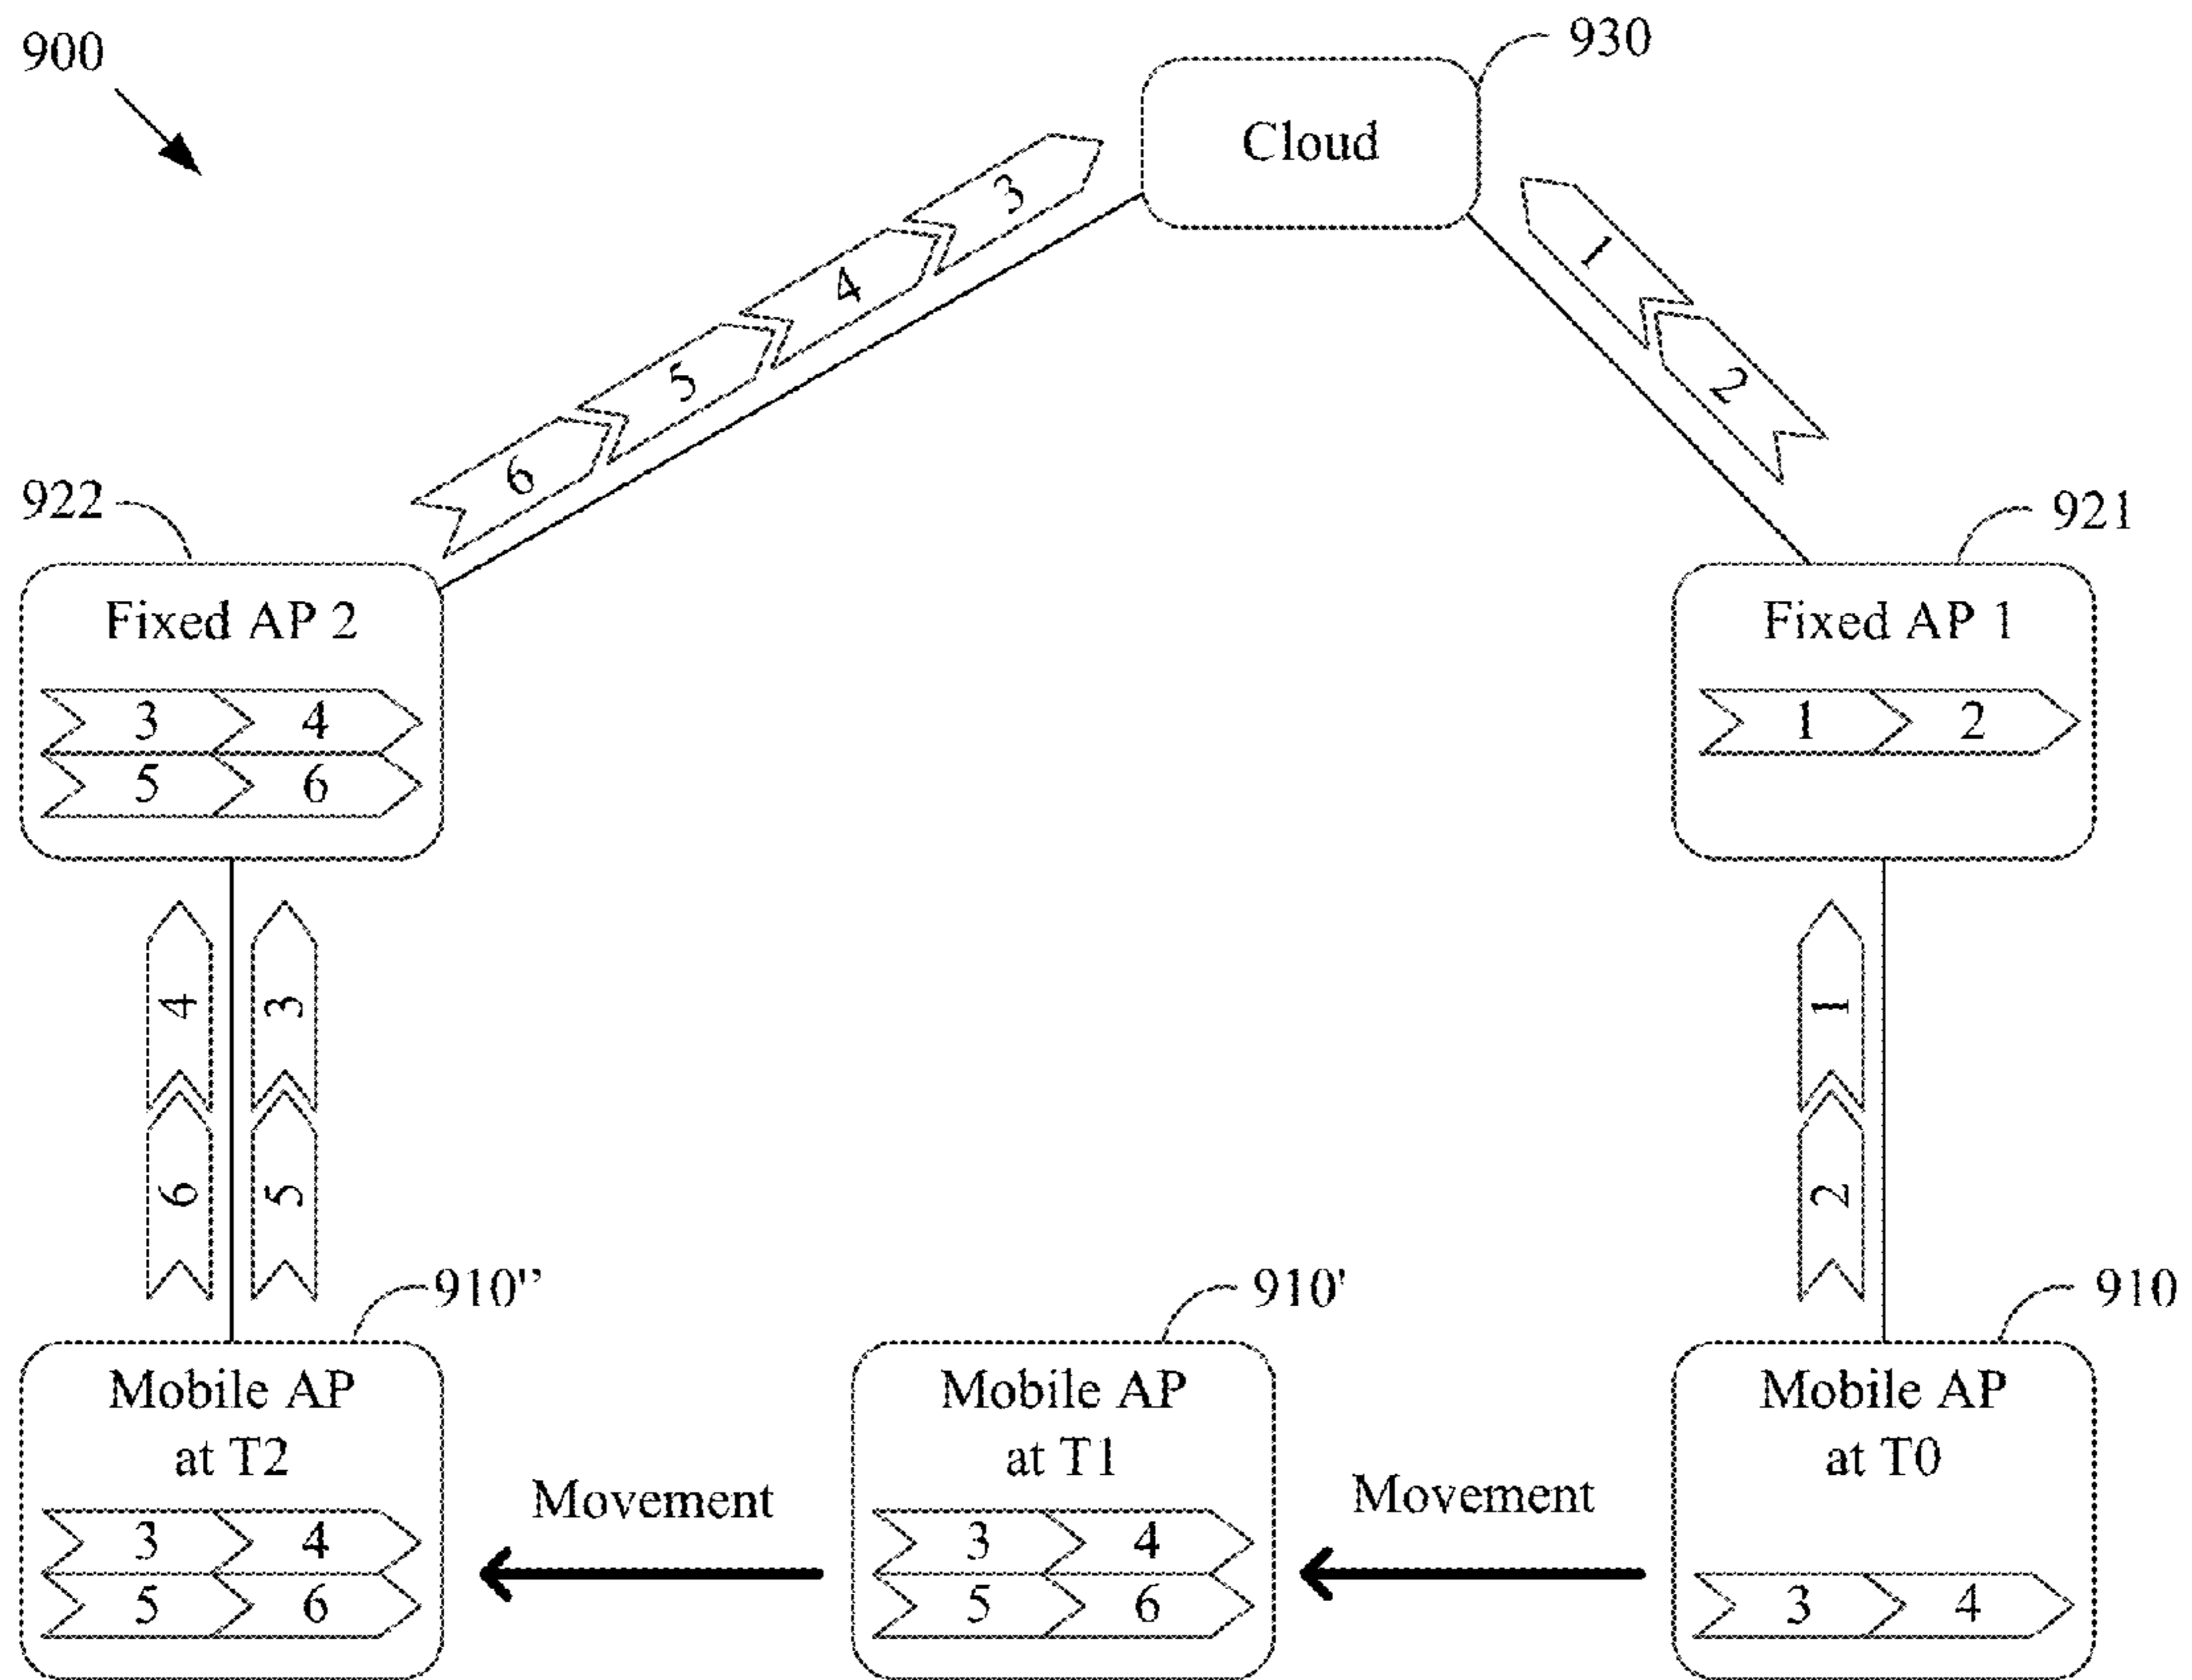 900
930
Cloud
3
1
4
2
5
6
922
921
Fixed AP 2
Fixed AP 1
3 4
1 2
5 6
4 3
1
6 5
2
910"
910'
910
Mobile AP
at T2
Mobile AP
at T1
Mobile AP
at T0
Movement
Movement
3 4
5 6
3 4
5 6
3 4